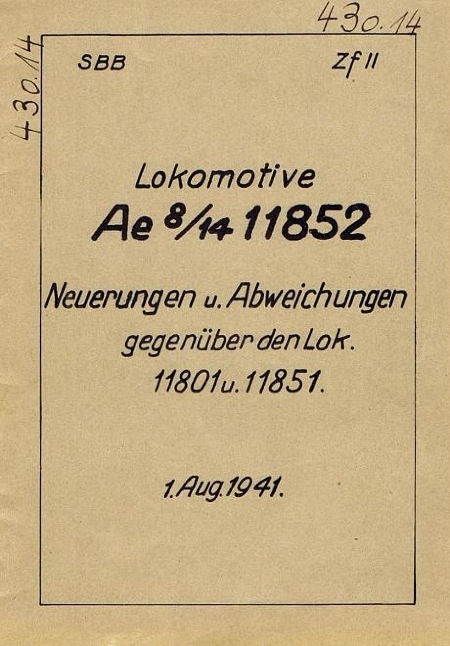 430.14
430.14
SBB Zf II
Lokomotive
Ae 8/14 11852
Neuerungen u. Abweichungen
gegenüber den Lok.
11801 u. 11851.
1. Aug. 1941.